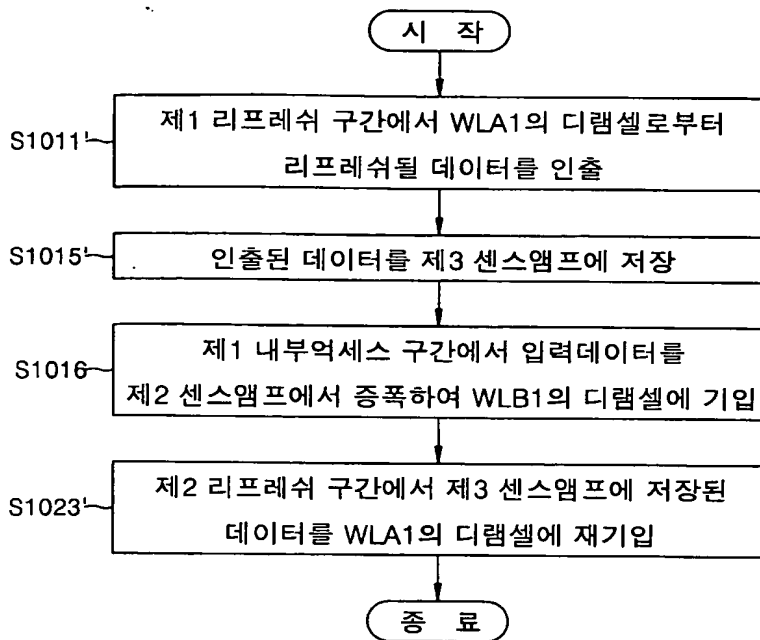 시 작
S1011'
제1 리프레쉬 구간에서 WLA1의 디램셀로부터
리프레쉬될 데이터를 인출
S1015'
인출된 데이터를 제3 센스앰프에 저장
S1016
제1 내부억세스 구간에서 입력데이터를
제2 센스앰프에서 증폭하여 WLB1의 디램셀에 기입
S1023'
제2 리프레쉬 구간에서 제3 센스앰프에 저장된
데이터를 WLA1의 디램셀에 재기입
종 료